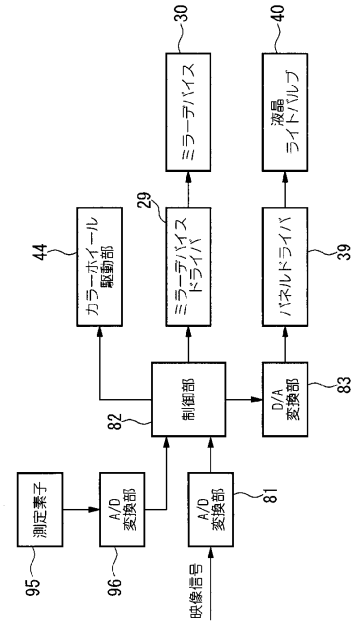 95
測定素子
96
A/D
変換部
映像信号
A/D
変換部
81
82
制御部
D/A
変換部
83
44
カラーホイール
駆動部
29
ミラーデバイス
ドライバ
パネルドライバ
39
30
ミラーデバイス
40
液晶
ライトバルブ